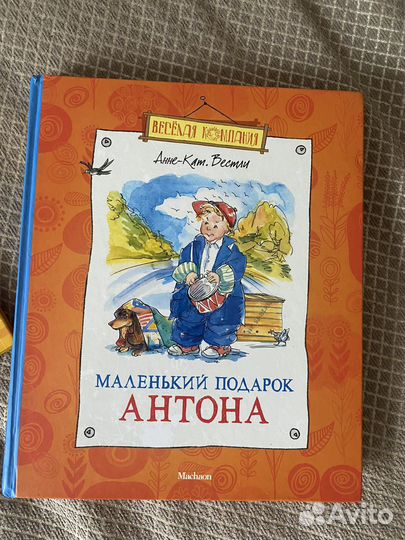 ВЕСЁЛАЯ КОМПАНИЯ
Анне-Кат. Вестли
МАЛЕНЬКИЙ ПОДАРОК
АНТОНА
Machaon
Avito